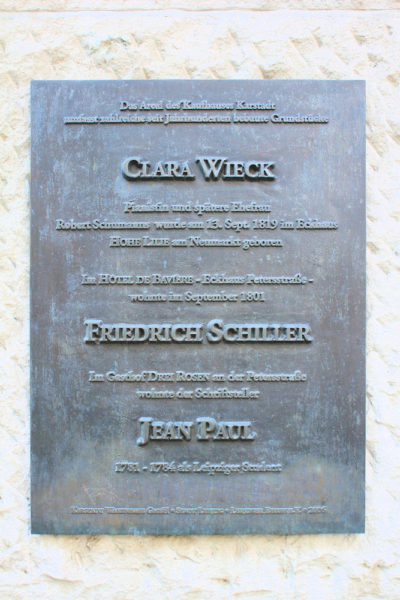 Das Areal des Kaufhauses Karstadt
umfasst zahlreiche seit Jahrhunderten bebaute Grundstücke
CLARA WIECK
Pianistin und spätere Ehefrau
Robert Schumanns wurde am 13. Sept. 1819 im Eckhaus
HOHE LILIE am Neumarkt geboren
Im HÔTEL DE BAVIÈRE - Eckhaus Petersstraße -
wohnte im September 1801
FRIEDRICH SCHILLER
Im Gasthof DREI ROSEN an der Petersstraße
wohnte der Schriftsteller
JEAN PAUL
1781 - 1784 als Leipziger Student